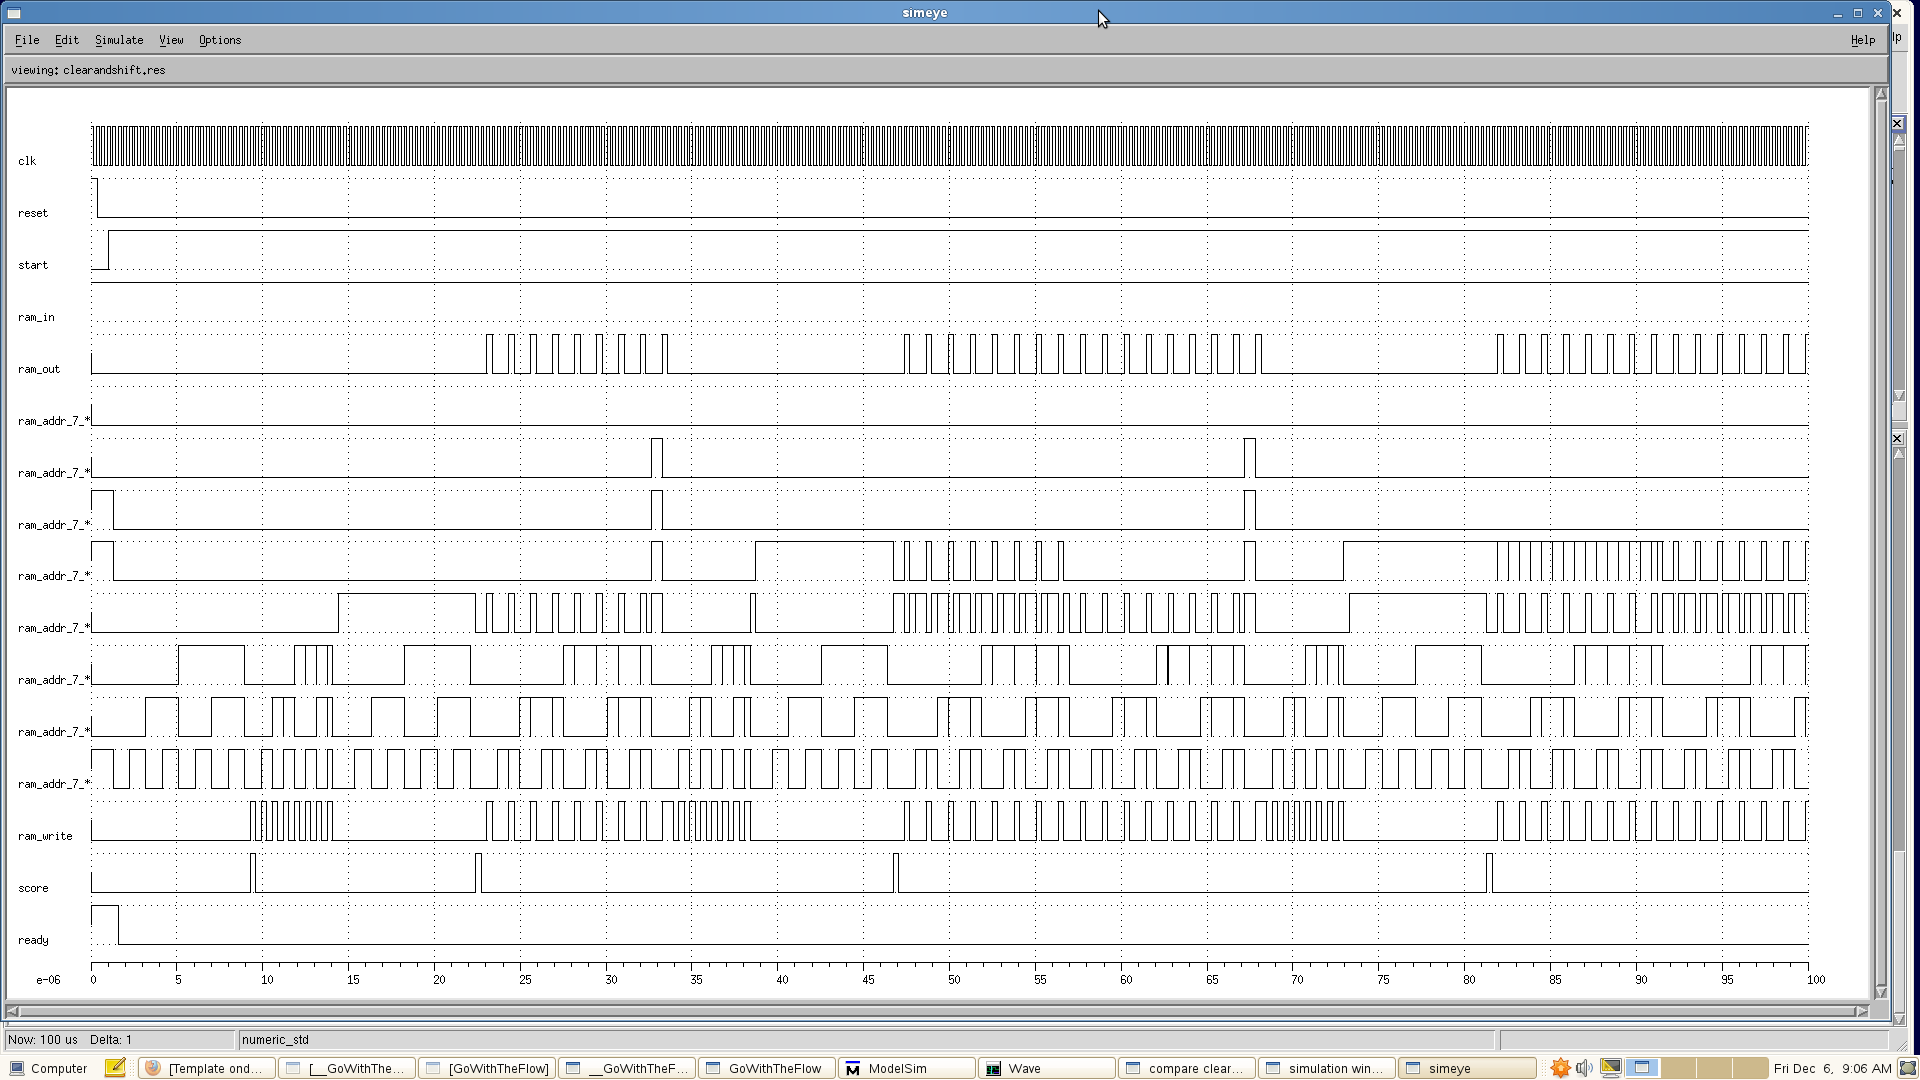 simeye
File Edit Simulate View Options Help
lp
viewing: clearandshift.res
clk
reset
start
ram_in
ram_out
ram_addr_7_*
ram_addr_7_*
ram_addr_7_*
ram_addr_7_*
ram_addr_7_*
ram_addr_7_*
ram_addr_7_*
ram_addr_7_*
ram_write
score
ready
e-06 0 5 10 15 20 25 30 35 40 45 50 55 60 65 70 75 80 85 90 95 100
Now: 100 us Delta: 1 numeric_std
Computer [Template ond... [__GoWithThe... [GoWithTheFlow] __GoWithTheF... GoWithTheFlow ModelSim Wave compare clear... simulation win... simeye Fri Dec 6, 9:06 AM